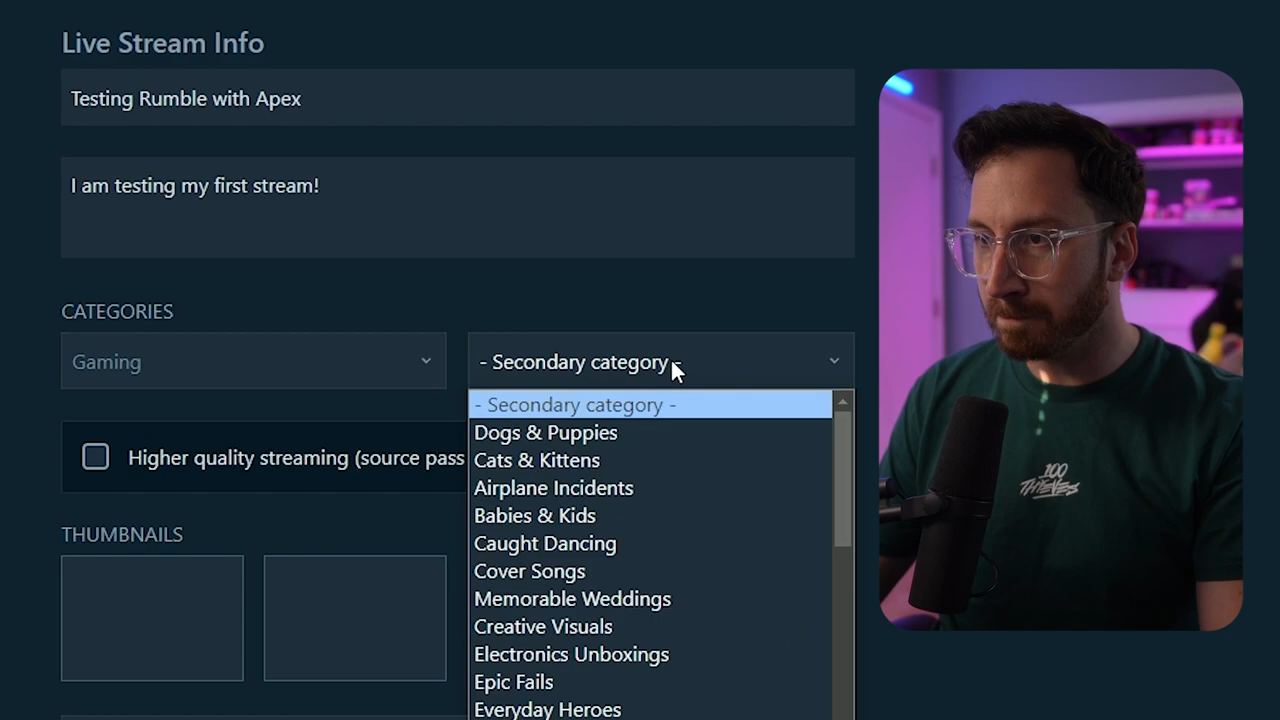 Live Stream Info
Testing Rumble with Apex
I am testing my first stream!
CATEGORIES
Gaming
- Secondary category -
- Secondary category -
Dogs & Puppies
Cats & Kittens
Airplane Incidents
Babies & Kids
Caught Dancing
Cover Songs
Memorable Weddings
Creative Visuals
Electronics Unboxings
Epic Fails
Everyday Heroes
Higher quality streaming (source pass
THUMBNAILS
100
THIEVES